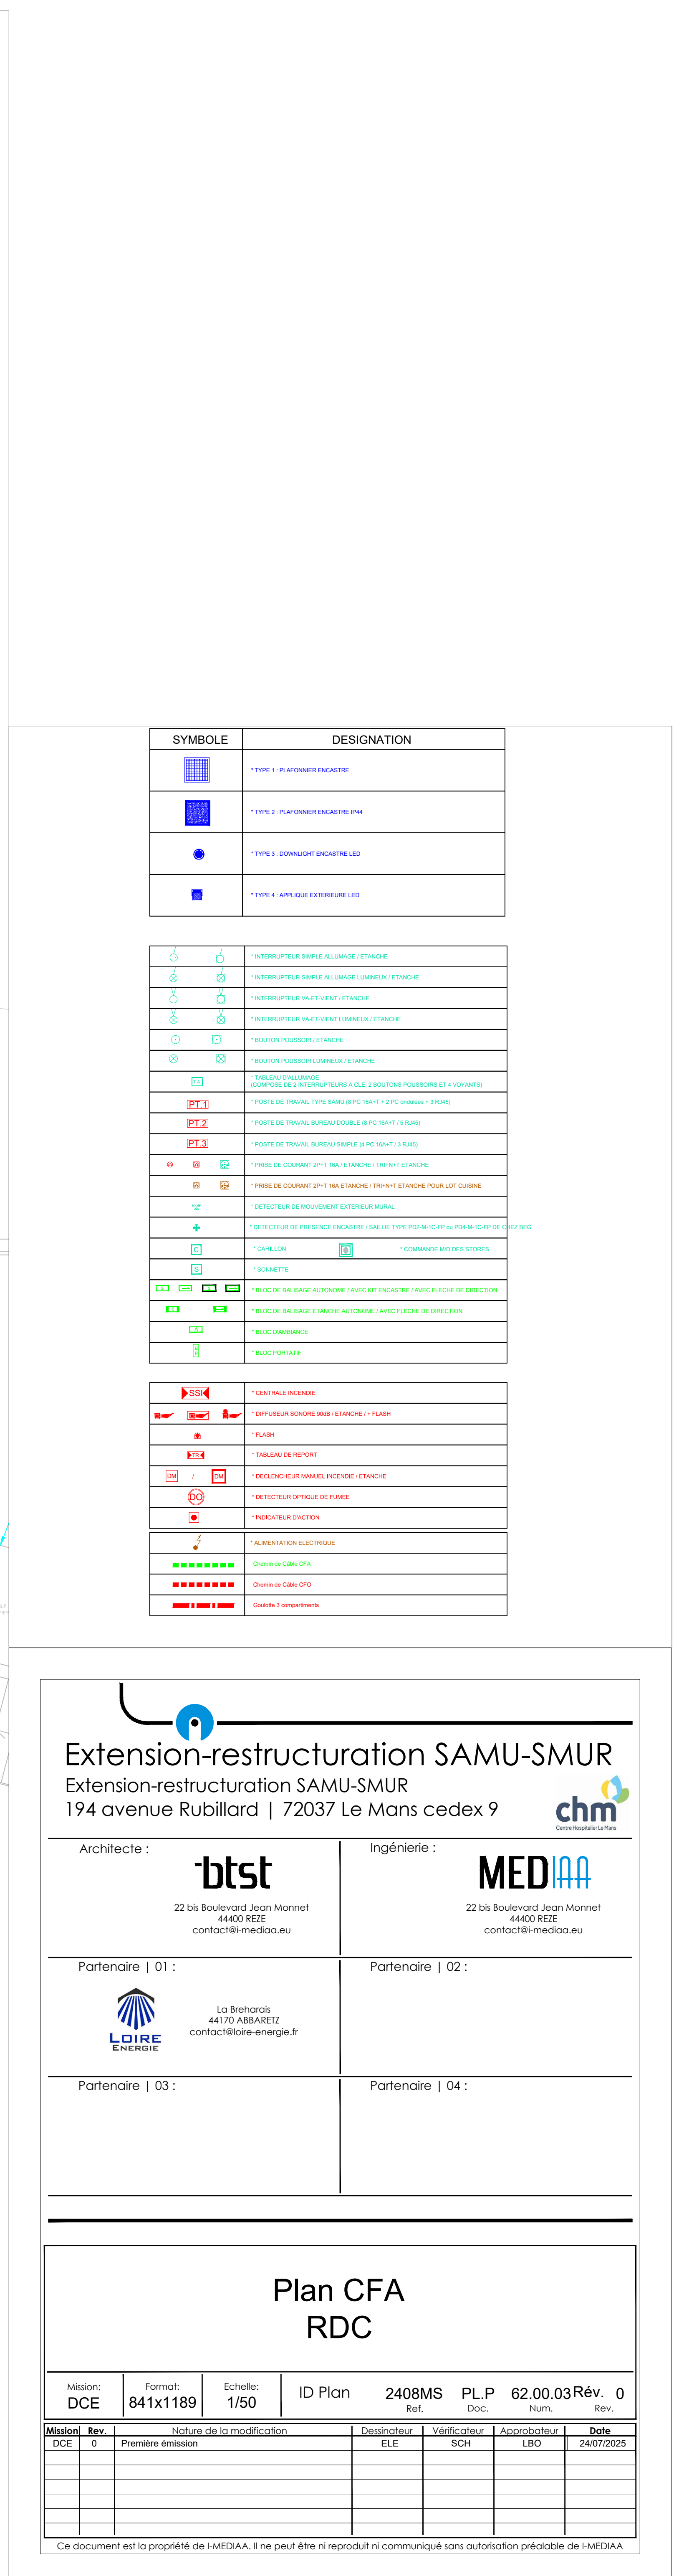 SYMBOLE DESIGNATION
* TYPE 1 : PLAFONNIER ENCASTRE
* TYPE 2 : PLAFONNIER ENCASTRE IP44
* TYPE 3 : DOWNLIGHT ENCASTRE LED
* TYPE 4 : APPLIQUE EXTERIEURE LED
* INTERRUPTEUR SIMPLE ALLUMAGE / ETANCHE
* INTERRUPTEUR SIMPLE ALLUMAGE LUMINEUX / ETANCHE
* INTERRUPTEUR VA-ET-VIENT / ETANCHE
* INTERRUPTEUR VA-ET-VIENT LUMINEUX / ETANCHE
* BOUTON POUSSOIR / ETANCHE
* BOUTON POUSSOIR LUMINEUX / ETANCHE
* TABLEAU D'ALLUMAGE
(COMPOSE DE 2 INTERRUPTEURS A CLE, 2 BOUTONS POUSSOIRS ET 4 VOYANTS)
PT.1 * POSTE DE TRAVAIL TYPE SAMU (8 PC 16A+T + 2 PC ondulées + 3 RJ45)
PT.2 * POSTE DE TRAVAIL BUREAU DOUBLE (8 PC 16A+T / 5 RJ45)
PT.3 * POSTE DE TRAVAIL BUREAU SIMPLE (4 PC 16A+T / 3 RJ45)
* PRISE DE COURANT 2P+T 16A / ETANCHE / TRI+N+T ETANCHE
* PRISE DE COURANT 2P+T 16A ETANCHE / TRI+N+T ETANCHE POUR LOT CUISINE
* DETECTEUR DE MOUVEMENT EXTERIEUR MURAL
* DETECTEUR DE PRESENCE ENCASTRE / SAILLIE TYPE PD2-M-1C-FP ou PD4-M-1C-FP DE CHEZ BEG
C * CARILLON * COMMANDE M/D DES STORES
S * SONNETTE
* BLOC DE BALISAGE AUTONOME / AVEC KIT ENCASTRE / AVEC FLECHE DE DIRECTION
* BLOC DE BALISAGE ETANCHE AUTONOME / AVEC FLECHE DE DIRECTION
A * BLOC D'AMBIANCE
* BLOC PORTATIF
SSI * CENTRALE INCENDIE
* DIFFUSEUR SONORE 90dB / ETANCHE / + FLASH
* FLASH
TR * TABLEAU DE REPORT
DM / DM * DECLENCHEUR MANUEL INCENDIE / ETANCHE
DO * DETECTEUR OPTIQUE DE FUMEE
* INDICATEUR D'ACTION
* ALIMENTATION ELECTRIQUE
Chemin de Câble CFA
Chemin de Câble CFO
Goulotte 3 compartiments
Extension-restructuration SAMU-SMUR
Extension-restructuration SAMU-SMUR
194 avenue Rubillard | 72037 Le Mans cedex 9
chm
Centre Hospitalier Le Mans
Architecte :
btst
22 bis Boulevard Jean Monnet
44400 REZE
contact@i-mediaa.eu
Ingénierie :
MEDIAA
22 bis Boulevard Jean Monnet
44400 REZE
contact@i-mediaa.eu
Partenaire | 01 :
LOIRE
ENERGIE
La Breharais
44170 ABBARETZ
contact@loire-energie.fr
Partenaire | 02 :
Partenaire | 03 :
Partenaire | 04 :
Plan CFA
RDC
Mission: Format: Echelle:
DCE 841x1189 1/50
ID Plan 2408MS PL.P 62.00.03 Rév. 0
Ref. Doc. Num. Rev.
Mission Rev. Nature de la modification Dessinateur Vérificateur Approbateur Date
DCE 0 Première émission ELE SCH LBO 24/07/2025
Ce document est la propriété de I-MEDIAA. Il ne peut être ni reproduit ni communiqué sans autorisation préalable de I-MEDIAA